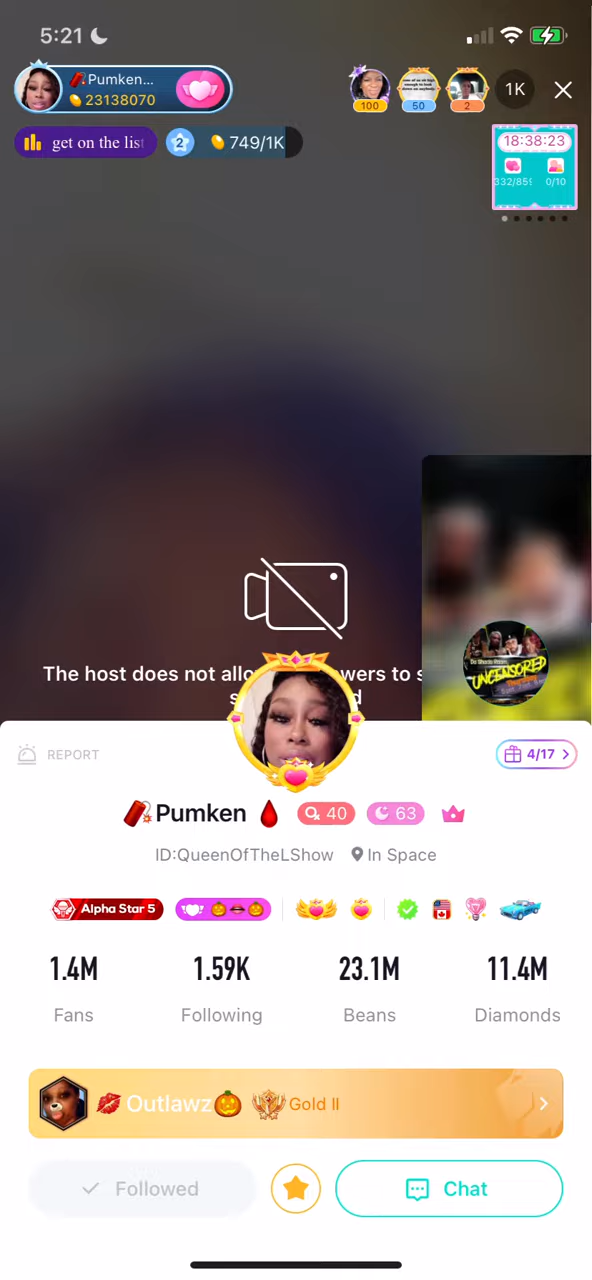 5:21
Pumken...
23138070
100
50
2
1K
get on the list
2
749/1K
18:38:23
0/10
The host does not allo
wers to s
s
d
UNCENSORED
REPORT
4/17
Pumken
40
63
ID:QueenOfTheLShow
In Space
Alpha Star 5
1.4M
1.59K
23.1M
11.4M
Fans
Following
Beans
Diamonds
Outlawz
Gold II
Followed
Chat